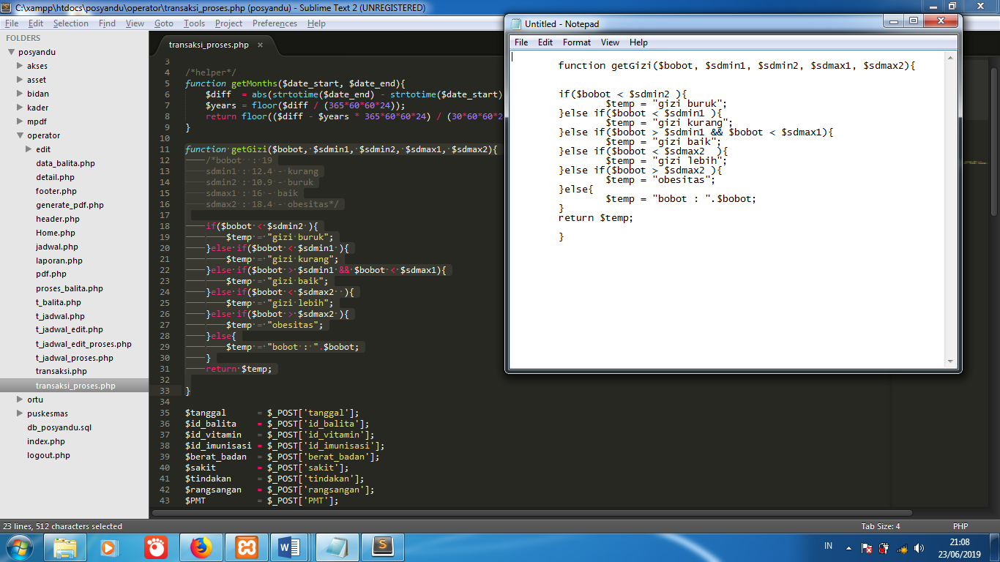 C:\xampp\htdocs\posyandu\operator\transaksi_proses.php (posyandu) - Sublime Text 2 (UNREGISTERED)
File Edit Selection Find View Goto Tools Project Preferences Help
FOLDERS
posyandu
akses
asset
bidan
kader
mpdf
operator
edit
data_balita.php
detail.php
footer.php
generate_pdf.php
header.php
Home.php
jadwal.php
laporan.php
pdf.php
proses_balita.php
t_balita.php
t_jadwal.php
t_jadwal_edit.php
t_jadwal_edit_proses.php
t_jadwal_proses.php
transaksi.php
transaksi_proses.php
ortu
puskesmas
db_posyandu.sql
index.php
logout.php
transaksi_proses.php ×
3
4 /*helper*/
5 function getMonths($date_start, $date_end){
6 $diff = abs(strtotime($date_end) - strtotime($date_start)
7 $years = floor($diff / (365*60*60*24));
8 return floor(($diff - $years * 365*60*60*24) / (30*60*60*2
9 }
10
11 function getGizi($bobot, $sdmin1, $sdmin2, $sdmax1, $sdmax2){
12 /*bobot : 19
13 sdmin1 : 12.4 - kurang
14 sdmin2 : 10.9 - buruk
15 sdmax1 : 16 - baik
16 sdmax2 : 18.4 - obesitas*/
17
18 if($bobot < $sdmin2 ){
19 $temp = "gizi buruk";
20 }else if($bobot < $sdmin1 ){
21 $temp = "gizi kurang";
22 }else if($bobot > $sdmin1 && $bobot < $sdmax1){
23 $temp = "gizi baik";
24 }else if($bobot < $sdmax2  ){
25 $temp = "gizi lebih";
26 }else if($bobot > $sdmax2 ){
27 $temp = "obesitas";
28 }else{
29 $temp = "bobot : ".$bobot;
30 }
31 return $temp;
32
33 }
34
35 $tanggal = $_POST['tanggal'];
36 $id_balita = $_POST['id_balita'];
37 $id_vitamin = $_POST['id_vitamin'];
38 $id_imunisasi = $_POST['id_imunisasi'];
39 $berat_badan = $_POST['berat_badan'];
40 $sakit = $_POST['sakit'];
41 $tindakan = $_POST['tindakan'];
42 $rangsangan = $_POST['rangsangan'];
43 $PMT = $_POST['PMT'];
Untitled - Notepad
File Edit Format View Help
function getGizi($bobot, $sdmin1, $sdmin2, $sdmax1, $sdmax2){
if($bobot < $sdmin2 ){
$temp = "gizi buruk";
}else if($bobot < $sdmin1 ){
$temp = "gizi kurang";
}else if($bobot > $sdmin1 && $bobot < $sdmax1){
$temp = "gizi baik";
}else if($bobot < $sdmax2  ){
$temp = "gizi lebih";
}else if($bobot > $sdmax2 ){
$temp = "obesitas";
}else{
$temp = "bobot : ".$bobot;
}
return $temp;
}
23 lines, 512 characters selected
Tab Size: 4 PHP
IN
21:08
23/06/2019